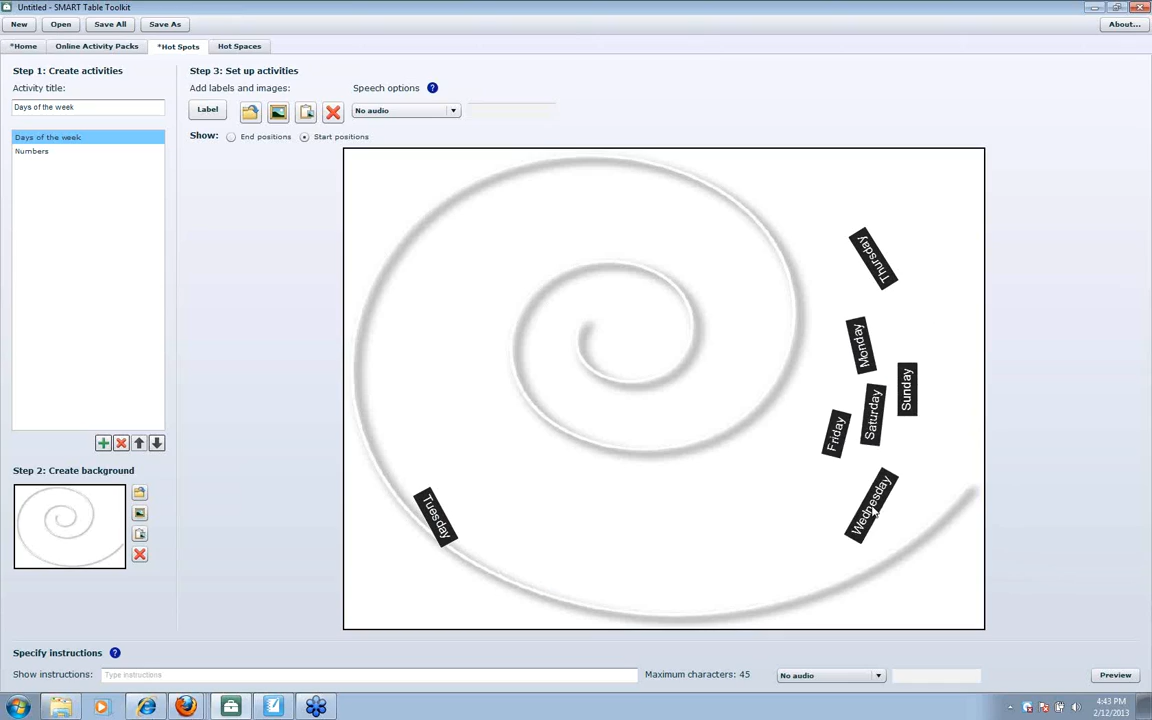 Untitled - SMART Table Toolkit
New Open Save All Save As About...
*Home Online Activity Packs *Hot Spots Hot Spaces
Step 1: Create activities
Activity title:
Days of the week
Days of the week
Numbers
Step 2: Create background
Step 3: Set up activities
Add labels and images: Speech options ?
Label No audio
Show: End positions Start positions
Thursday
Monday
Sunday
Saturday
Friday
Wednesday
Tuesday
Specify instructions ?
Show instructions: Type instructions Maximum characters: 45 No audio Preview
4:43 PM
2/12/2013